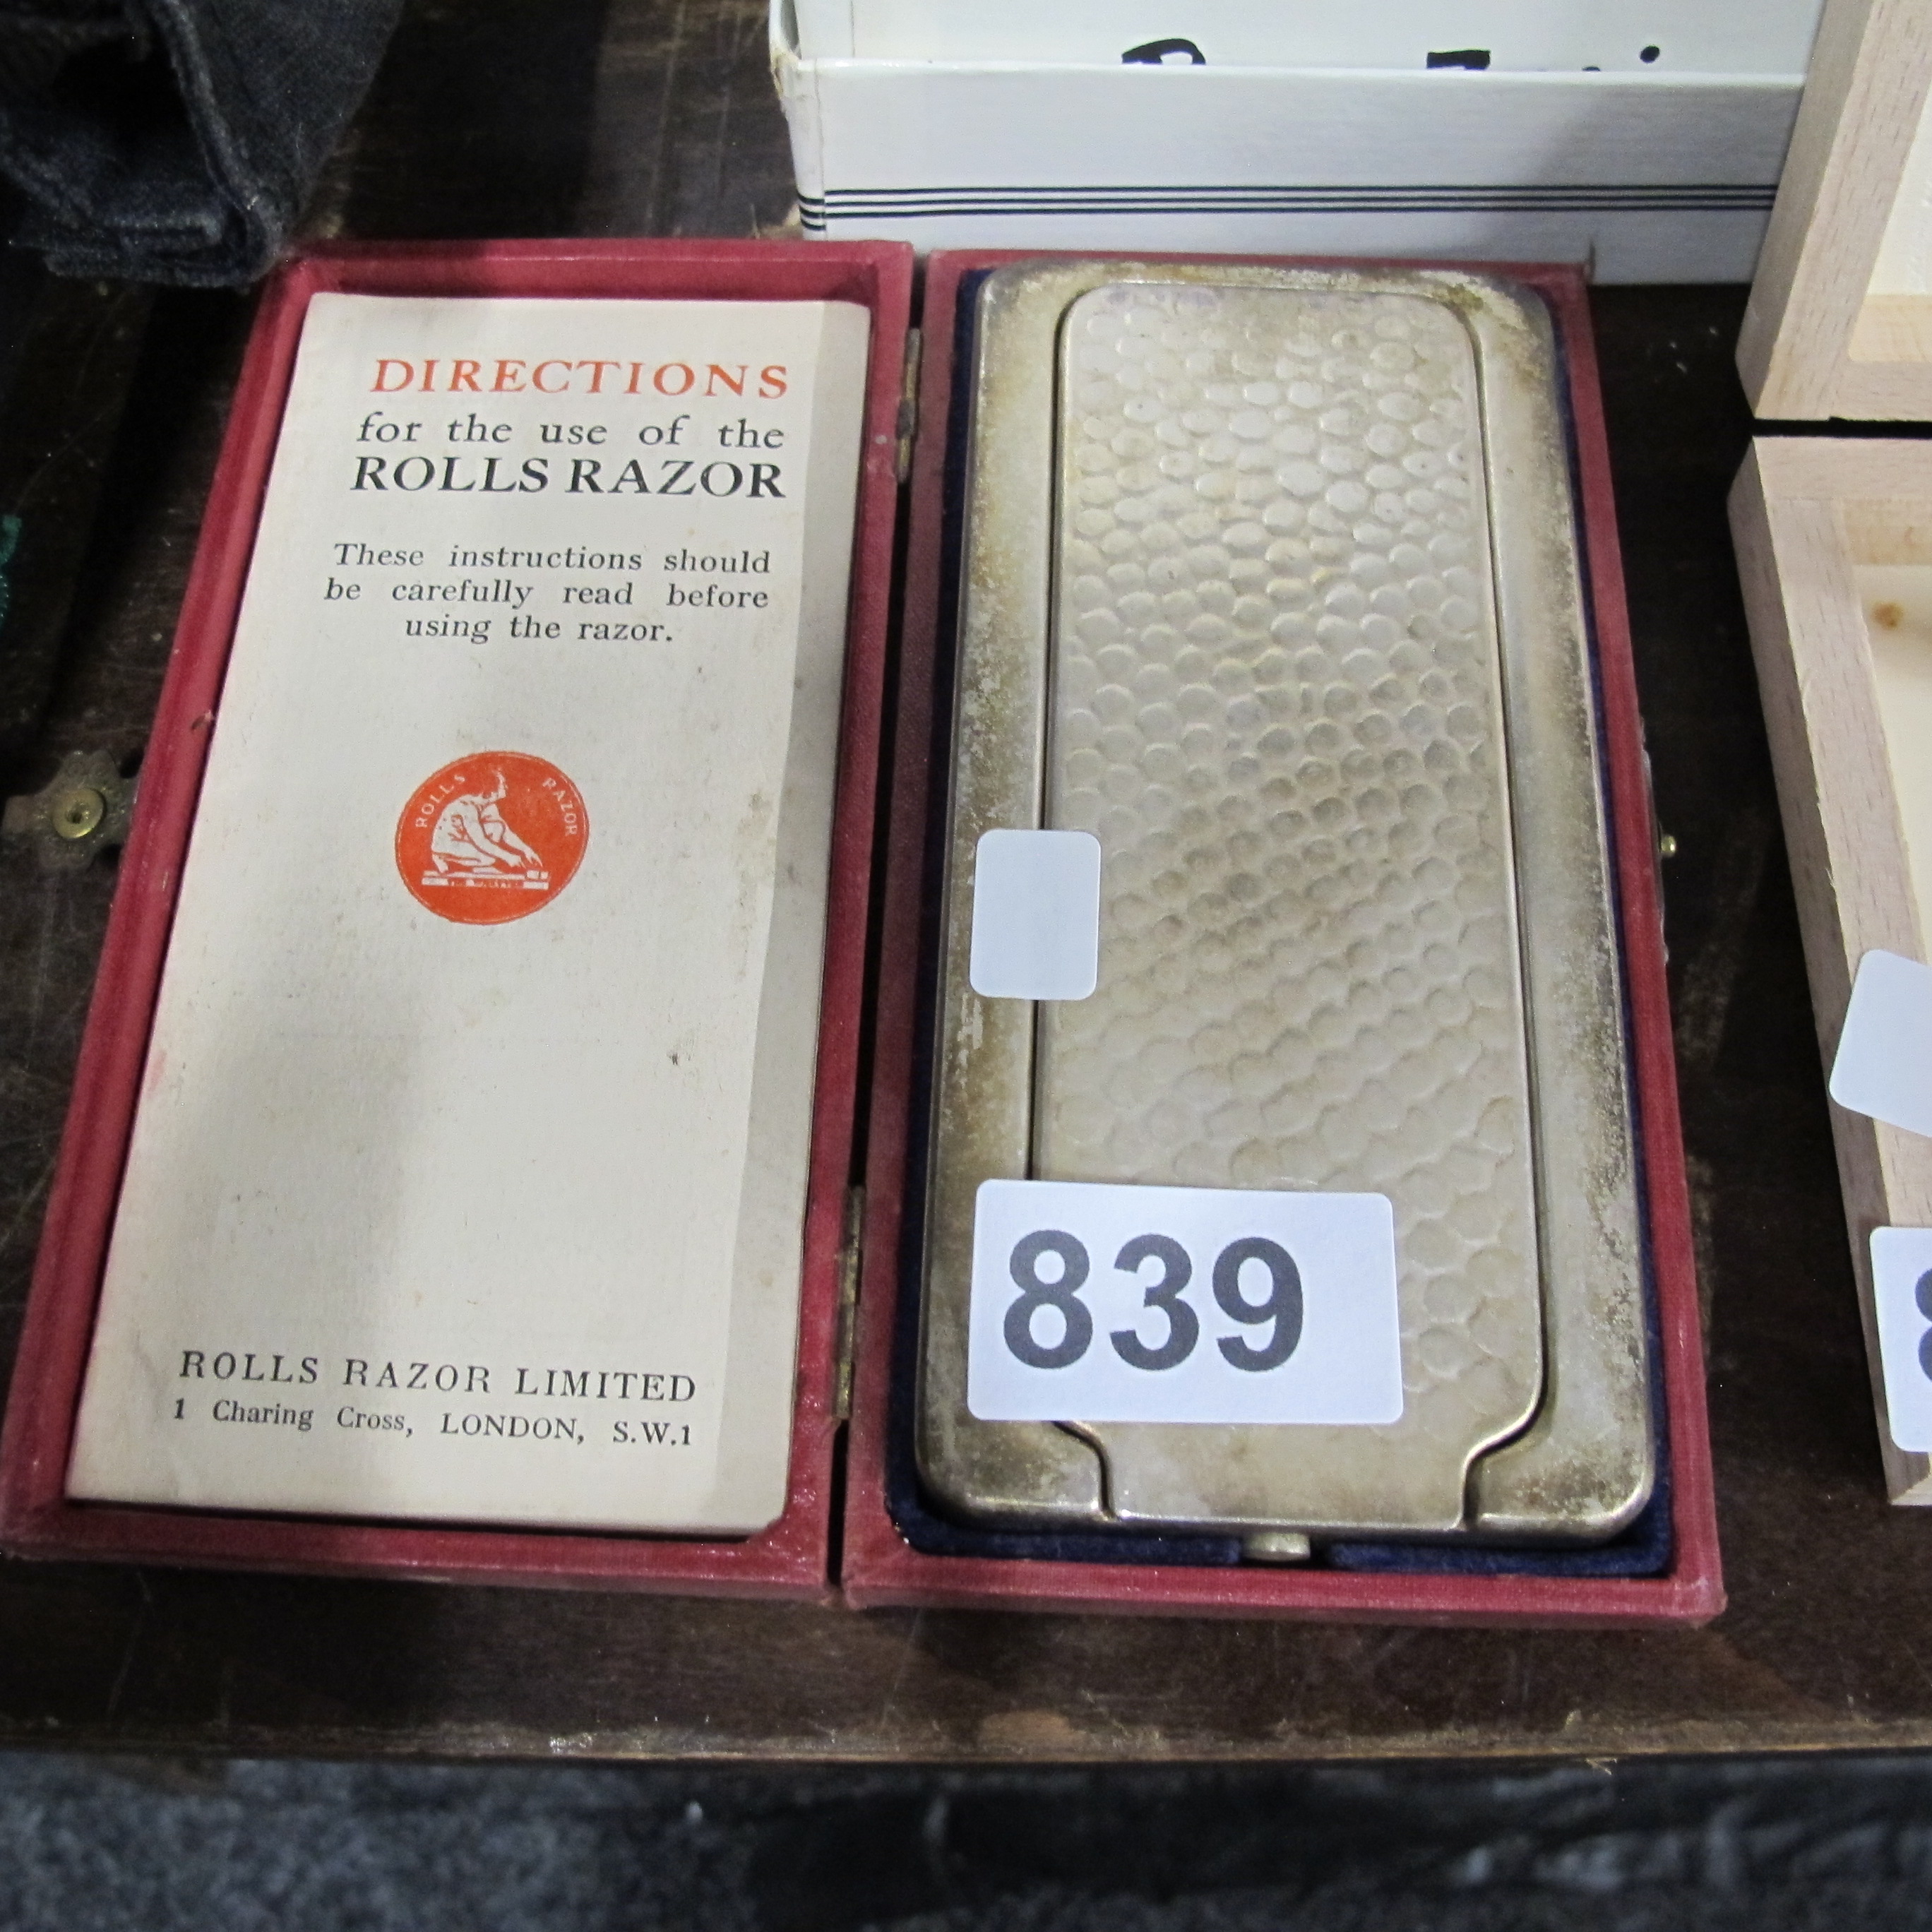 DIRECTIONS
for the use of the
ROLLS RAZOR
These instructions should
be carefully read before
using the razor.
ROLLS RAZOR
ROLLS RAZOR LIMITED
1 Charing Cross, LONDON, S.W.1
839